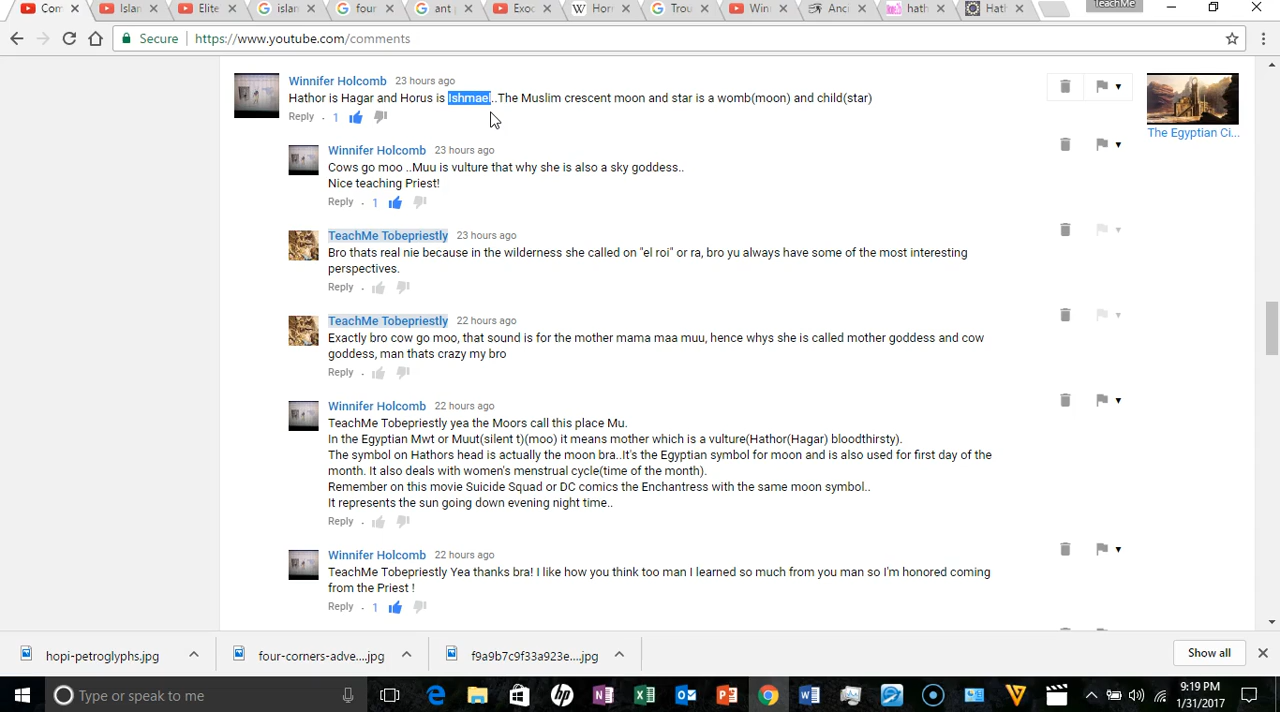 Com
Islan
Elite
islan
four
ant p
Exod
Horr
Trou
Win
Anci
hath
Hath
TeachMe
Secure https://www.youtube.com/comments
Winnifer Holcomb 23 hours ago
Hathor is Hagar and Horus is Ishmael..The Muslim crescent moon and star is a womb(moon) and child(star)
Reply . 1
The Egyptian Ci...
Winnifer Holcomb 23 hours ago
Cows go moo ..Muu is vulture that why she is also a sky goddess..
Nice teaching Priest!
Reply . 1
TeachMe Tobepriestly 23 hours ago
Bro thats real nie because in the wilderness she called on "el roi" or ra, bro yu always have some of the most interesting
perspectives.
Reply .
TeachMe Tobepriestly 22 hours ago
Exactly bro cow go moo, that sound is for the mother mama maa muu, hence whys she is called mother goddess and cow
goddess, man thats crazy my bro
Reply .
Winnifer Holcomb 22 hours ago
TeachMe Tobepriestly yea the Moors call this place Mu.
In the Egyptian Mwt or Muut(silent t)(moo) it means mother which is a vulture(Hathor(Hagar) bloodthirsty).
The symbol on Hathors head is actually the moon bra..It's the Egyptian symbol for moon and is also used for first day of the
month. It also deals with women's menstrual cycle(time of the month).
Remember on this movie Suicide Squad or DC comics the Enchantress with the same moon symbol..
It represents the sun going down evening night time..
Reply .
Winnifer Holcomb 22 hours ago
TeachMe Tobepriestly Yea thanks bra! I like how you think too man I learned so much from you man so I'm honored coming
from the Priest !
Reply . 1
hopi-petroglyphs.jpg
four-corners-adve....jpg
f9a9b7c9f33a923e....jpg
Show all
Type or speak to me
9:19 PM
1/31/2017